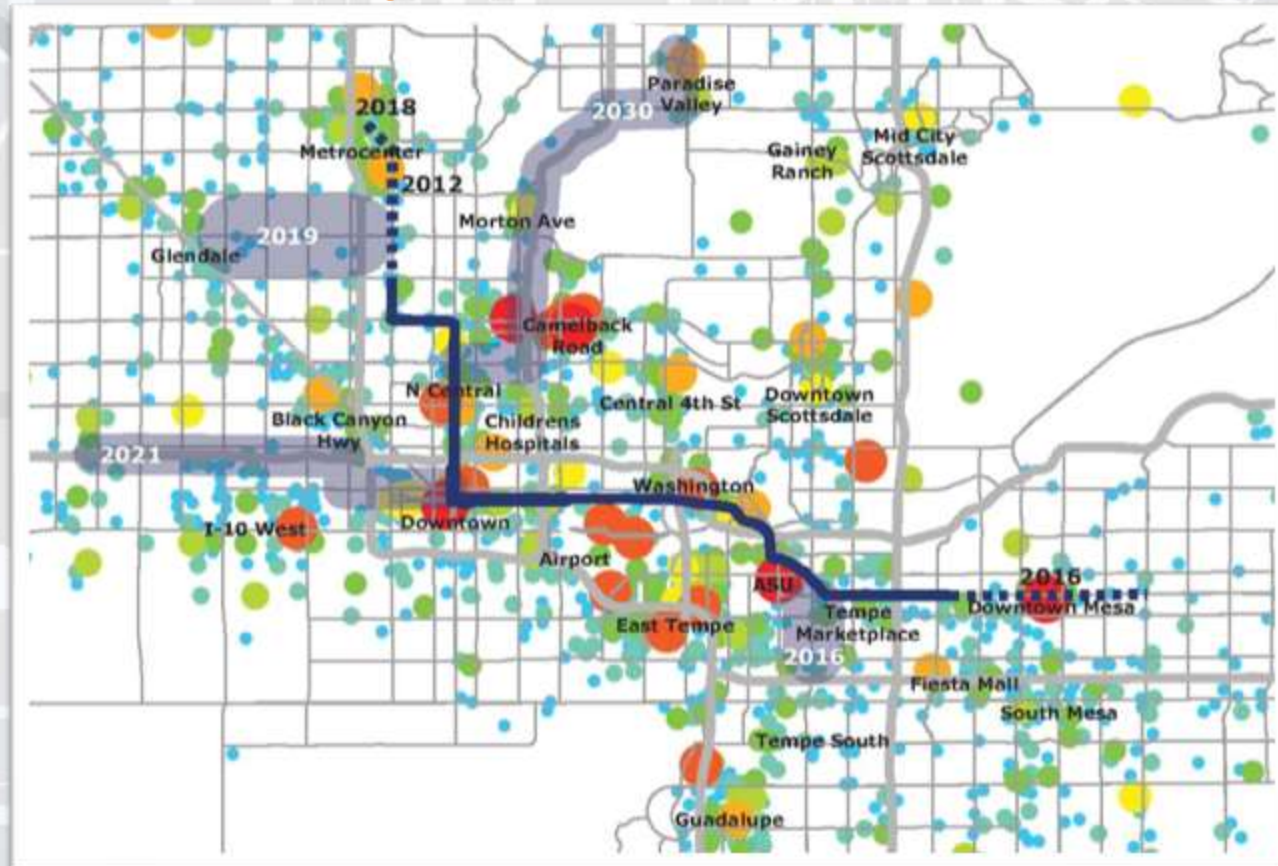 Paradise
Valley
2018
2030
Metrocenter
Gainey
Ranch
Mid City
Scottsdale
2012
Morton Ave
2019
Glendale
Camelback
Road
N Central
Central 4th St
Downtown
Scottsdale
Black Canyon
Hwy
Childrens
Hospitals
2021
Washington
I-10 West
Downtown
Airport
ASU
2016
Downtown Mesa
East Tempe
Tempe
Marketplace
2016
Fiesta Mall
South Mesa
Tempe South
Guadalupe